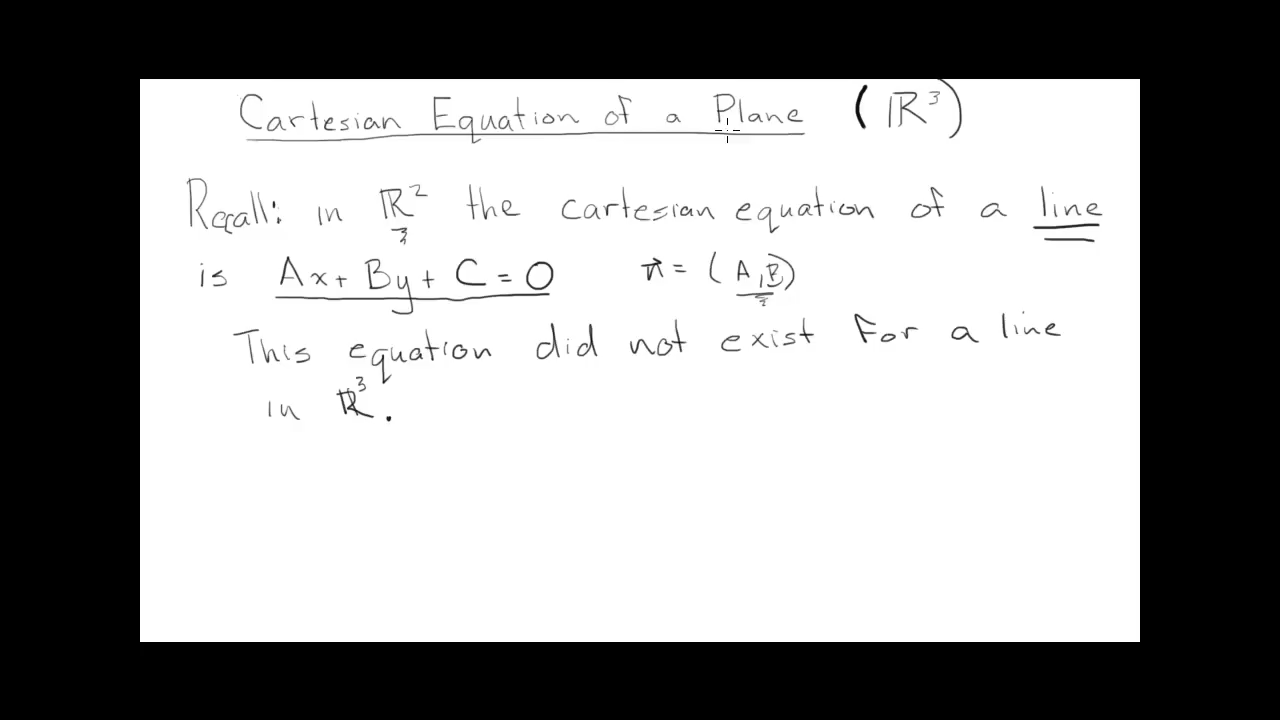 Cartesian Equation of a Plane (ℝ³)
Recall: in ℝ² the cartesian equation of a line
is Ax + By + C = 0 n⃗ = (A, B)
This equation did not exist for a line
in ℝ³.